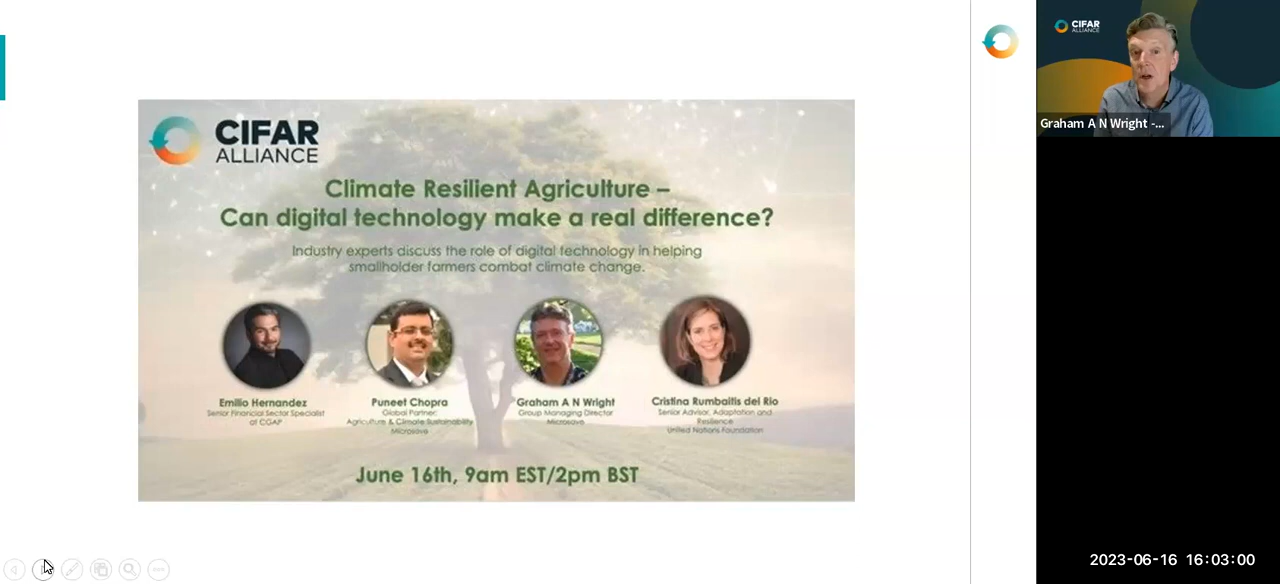 CIFAR
ALLIANCE
Climate Resilient Agriculture –
Can digital technology make a real difference?
Industry experts discuss the role of digital technology in helping
smallholder farmers combat climate change.
Emilio Hernandez
Senior Financial Sector Specialist
at CGAP
Puneet Chopra
Global Partner:
Agriculture & Climate Sustainability
Microsave
Graham A N Wright
Group Managing Director
Microsave
Cristina Rumbaitis del Rio
Senior Advisor, Adaptation and
Resilience
United Nations Foundation
June 16th, 9am EST/2pm BST
CIFAR
ALLIANCE
Graham A N Wright -...
2023-06-16 16:03:00